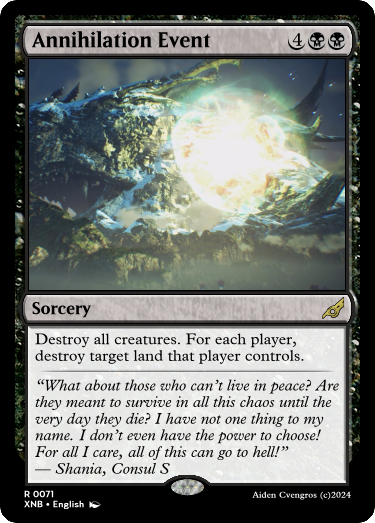 Annihilation Event 4
Sorcery
Destroy all creatures. For each player,
destroy target land that player controls.
“What about those who can’t live in peace? Are
they meant to survive in all this chaos until the
very day they die? I have not one thing to my
name. I don’t even have the power to choose!
For all I care, all of this can go to hell!”
— Shania, Consul S
R 0071
XNB • English
Aiden Cvengros (c)2024